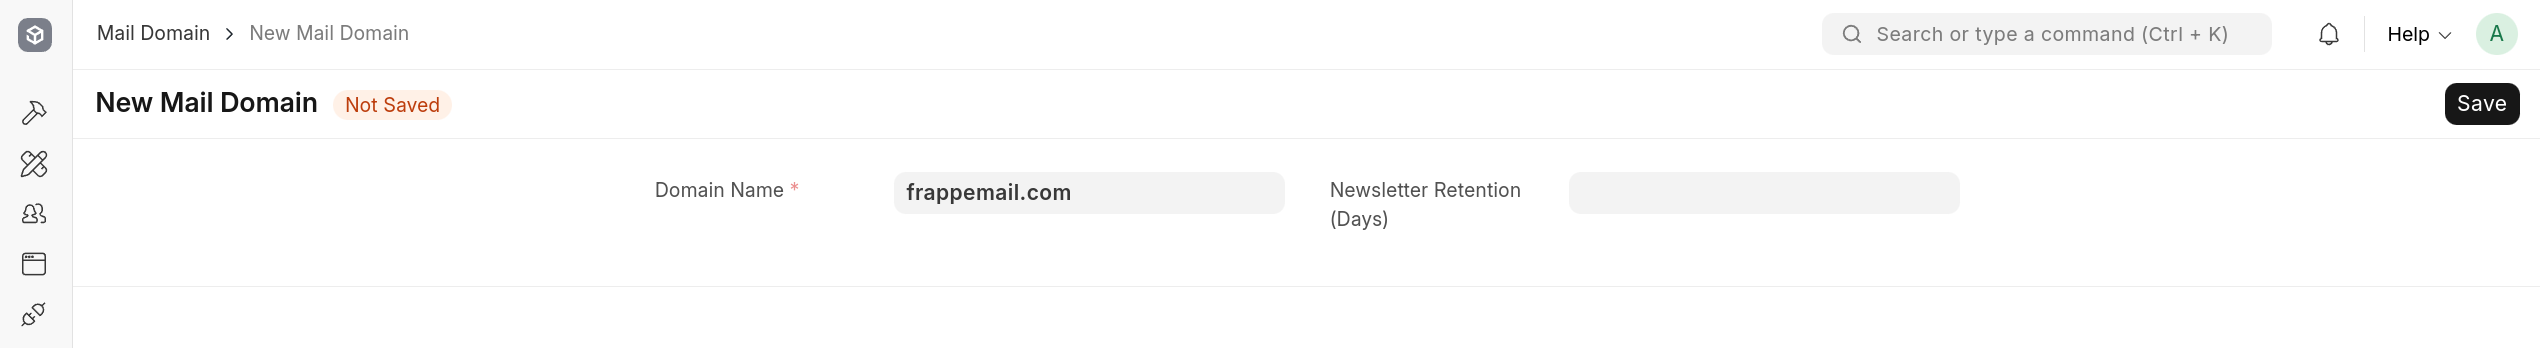 Mail Domain > New Mail Domain
Search or type a command (Ctrl + K)
Help
A
New Mail Domain
Not Saved
Save
Domain Name *
frappemail.com
Newsletter Retention
(Days)